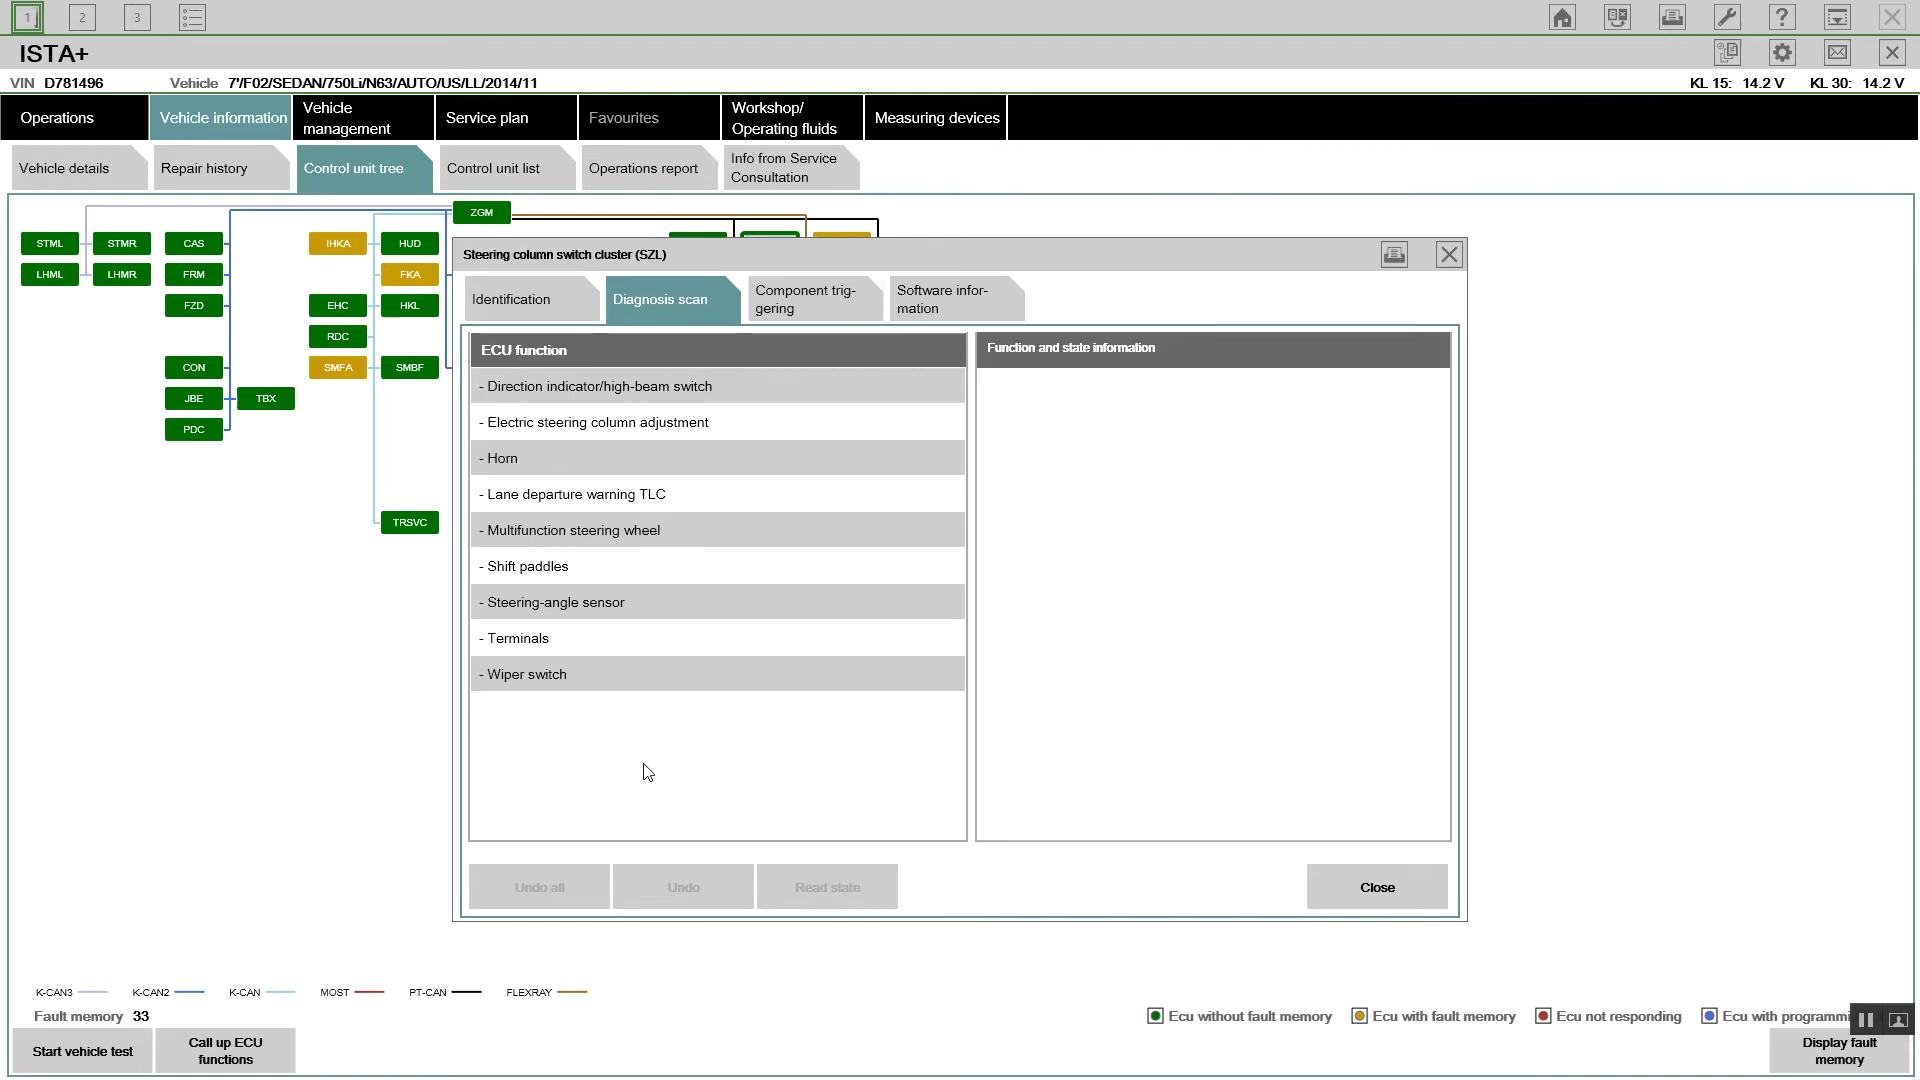 1
2
3
ISTA+
VIN D781496 Vehicle 7'/F02/SEDAN/750Li/N63/AUTO/US/LL/2014/11 KL 15: 14.2 V KL 30: 14.2 V
Operations
Vehicle information
Vehicle
management
Service plan
Favourites
Workshop/
Operating fluids
Measuring devices
Vehicle details
Repair history
Control unit tree
Control unit list
Operations report
Info from Service
Consultation
ZGM
STML STMR CAS IHKA HUD
LHML LHMR FRM FKA
FZD EHC HKL
RDC
CON SMFA SMBF
JBE TBX
PDC
TRSVC
Steering column switch cluster (SZL)
Identification
Diagnosis scan
Component trig-
gering
Software infor-
mation
ECU function
- Direction indicator/high-beam switch
- Electric steering column adjustment
- Horn
- Lane departure warning TLC
- Multifunction steering wheel
- Shift paddles
- Steering-angle sensor
- Terminals
- Wiper switch
Function and state information
Undo all
Undo
Read state
Close
K-CAN3 K-CAN2 K-CAN MOST PT-CAN FLEXRAY
Fault memory 33
Ecu without fault memory Ecu with fault memory Ecu not responding Ecu with programmi
Start vehicle test
Call up ECU
functions
Display fault
memory